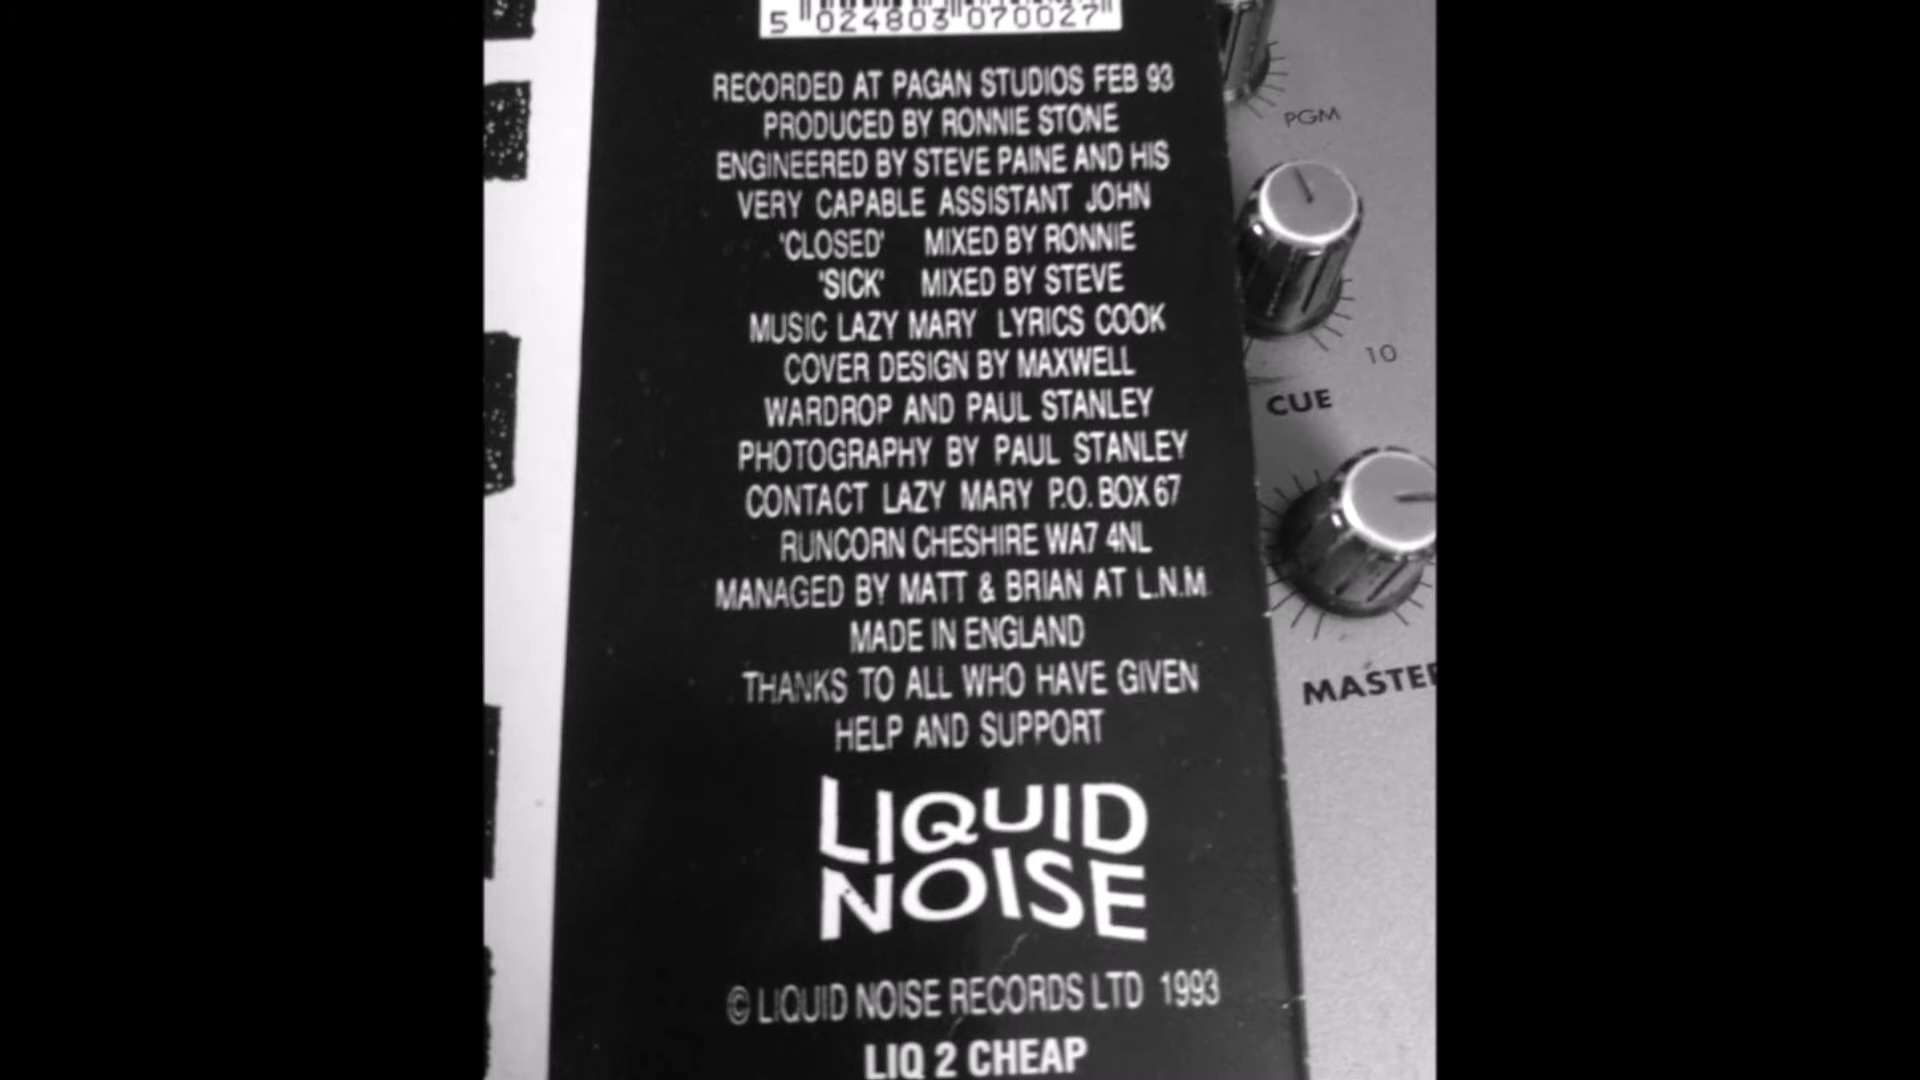 5 024803 070027
RECORDED AT PAGAN STUDIOS FEB 93
PRODUCED BY RONNIE STONE
ENGINEERED BY STEVE PAINE AND HIS
VERY CAPABLE ASSISTANT JOHN
'CLOSED' MIXED BY RONNIE
'SICK' MIXED BY STEVE
MUSIC LAZY MARY LYRICS COOK
COVER DESIGN BY MAXWELL
WARDROP AND PAUL STANLEY
PHOTOGRAPHY BY PAUL STANLEY
CONTACT LAZY MARY P.O. BOX 67
RUNCORN CHESHIRE WA7 4NL
MANAGED BY MATT & BRIAN AT L.N.M.
MADE IN ENGLAND
THANKS TO ALL WHO HAVE GIVEN
HELP AND SUPPORT
LIQUID
NOISE
© LIQUID NOISE RECORDS LTD 1993
LIQ 2 CHEAP
PGM
10
CUE
MASTER